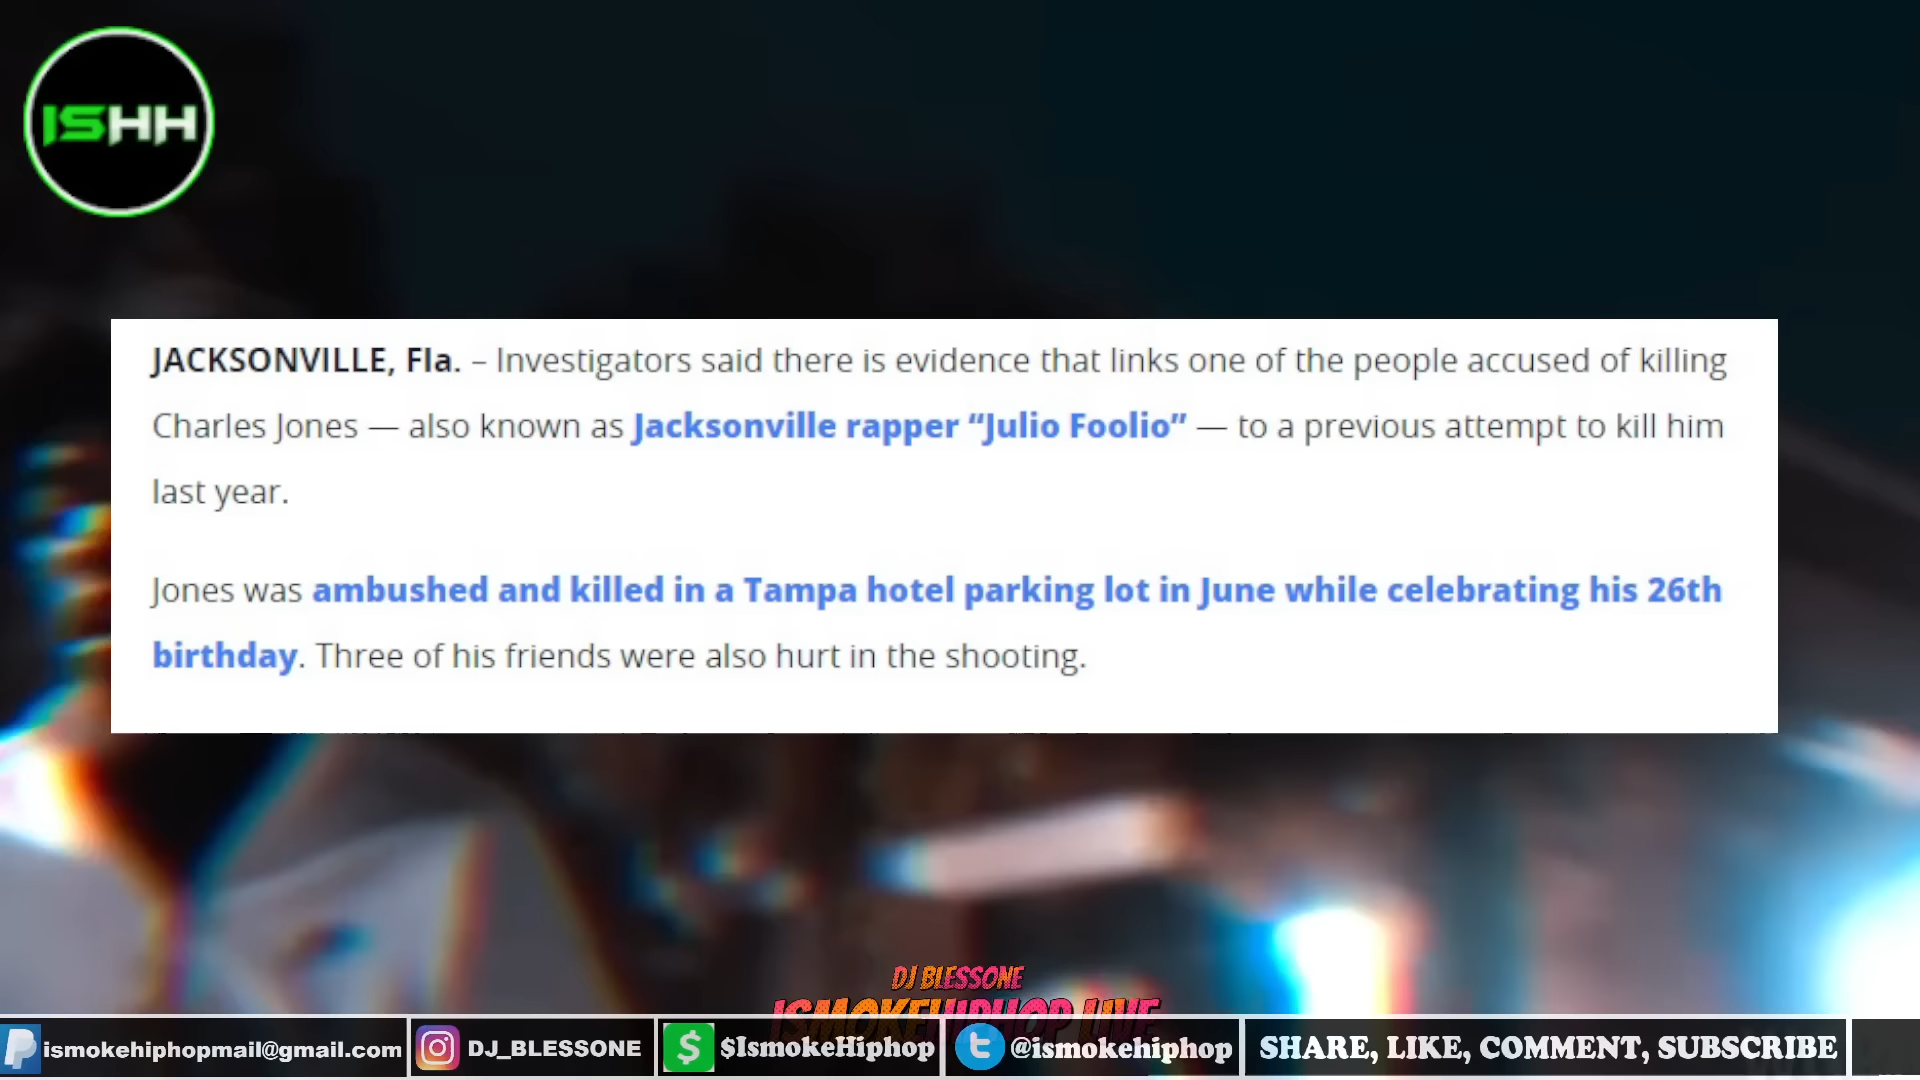 ISHH
JACKSONVILLE, Fla. – Investigators said there is evidence that links one of the people accused of killing
Charles Jones — also known as Jacksonville rapper “Julio Foolio” — to a previous attempt to kill him
last year.
Jones was ambushed and killed in a Tampa hotel parking lot in June while celebrating his 26th
birthday. Three of his friends were also hurt in the shooting.
DJ BLESSONE
ISMOKEHIPHOP LIVE
ismokehiphopmail@gmail.com DJ_BLESSONE $IsmokeHiphop @ismokehiphop SHARE, LIKE, COMMENT, SUBSCRIBE